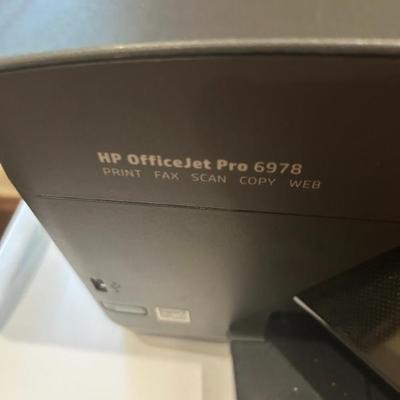 HP OfficeJet Pro 6978
PRINT FAX SCAN COPY WEB